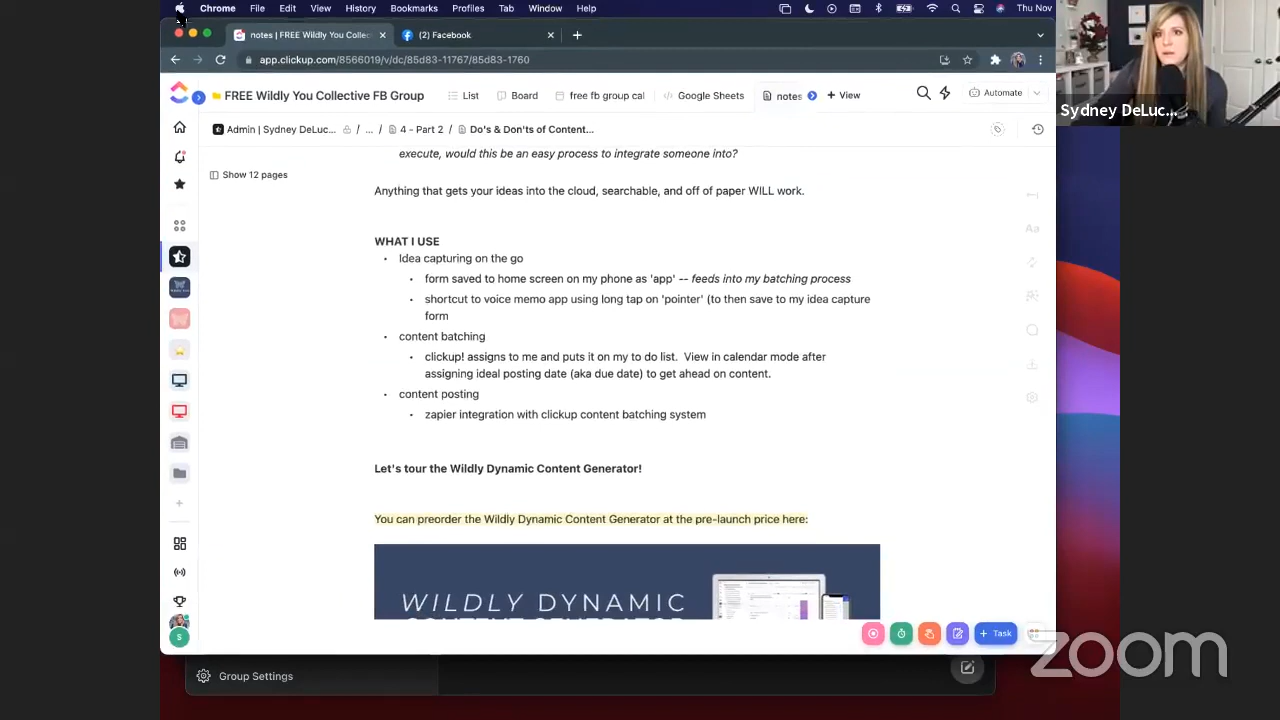 Chrome File Edit View History Bookmarks Profiles Tab Window Help Thu Nov
notes | FREE Wildly You Collec
(2) Facebook
app.clickup.com/8566019/v/dc/85d83-11767/85d83-1760
FREE Wildly You Collective FB Group List Board free fb group cal Google Sheets notes + View Automate
Admin | Sydney DeLuc... / ... / 4 - Part 2 / Do's & Don'ts of Content...
Sydney DeLuc...
execute, would this be an easy process to integrate someone into?
Show 12 pages
Anything that gets your ideas into the cloud, searchable, and off of paper WILL work.
Aa
WHAT I USE
Idea capturing on the go
form saved to home screen on my phone as 'app' -- feeds into my batching process
shortcut to voice memo app using long tap on 'pointer' (to then save to my idea capture
form
content batching
clickup! assigns to me and puts it on my to do list. View in calendar mode after
assigning ideal posting date (aka due date) to get ahead on content.
content posting
zapier integration with clickup content batching system
Let's tour the Wildly Dynamic Content Generator!
You can preorder the Wildly Dynamic Content Generator at the pre-launch price here:
WILDLY DYNAMIC
CONTENT GENERATOR
S
+ Task
Group Settings
zoom